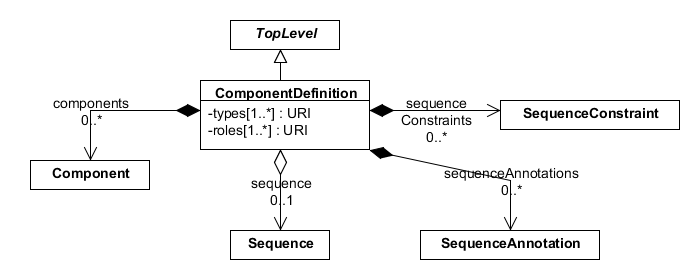 TopLevel
ComponentDefinition
-types[1..*] : URI
-roles[1..*] : URI
components
0..*
sequence
Constraints
0..*
SequenceConstraint
Component
sequence
0..1
sequenceAnnotations
0..*
Sequence
SequenceAnnotation